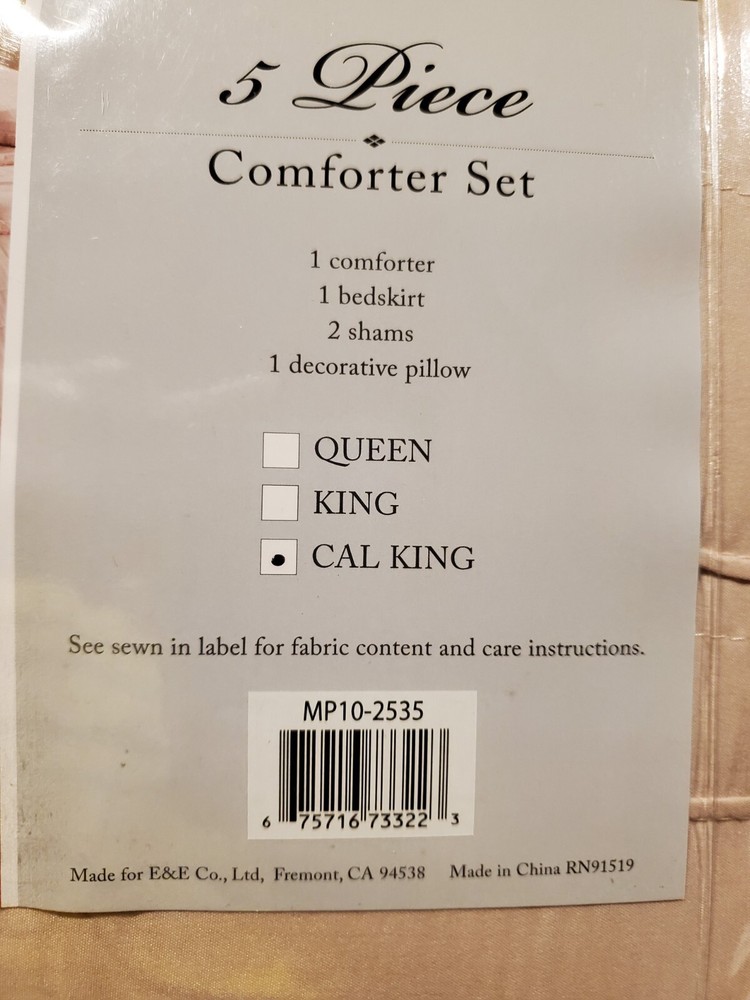 5 Piece
Comforter Set
1 comforter
1 bedskirt
2 shams
1 decorative pillow
QUEEN
KING
CAL KING
See sewn in label for fabric content and care instructions.
MP10-2535
6 75716 73322 3
Made for E&E Co., Ltd, Fremont, CA 94538 Made in China RN91519